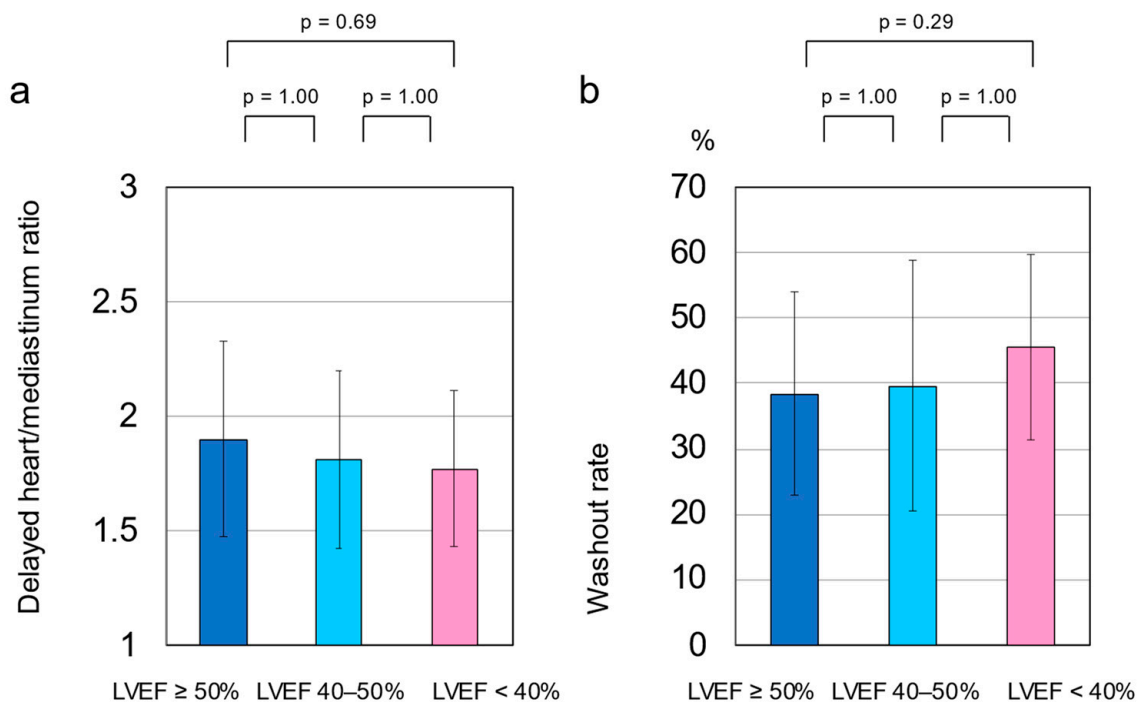 a
p = 0.69
p = 1.00
p = 1.00
Delayed heart/mediastinum ratio
3
2.5
2
1.5
1
LVEF ≥ 50%
LVEF 40–50%
LVEF < 40%
b
p = 0.29
p = 1.00
p = 1.00
%
Washout rate
70
60
50
40
30
20
10
0
LVEF ≥ 50%
LVEF 40–50%
LVEF < 40%